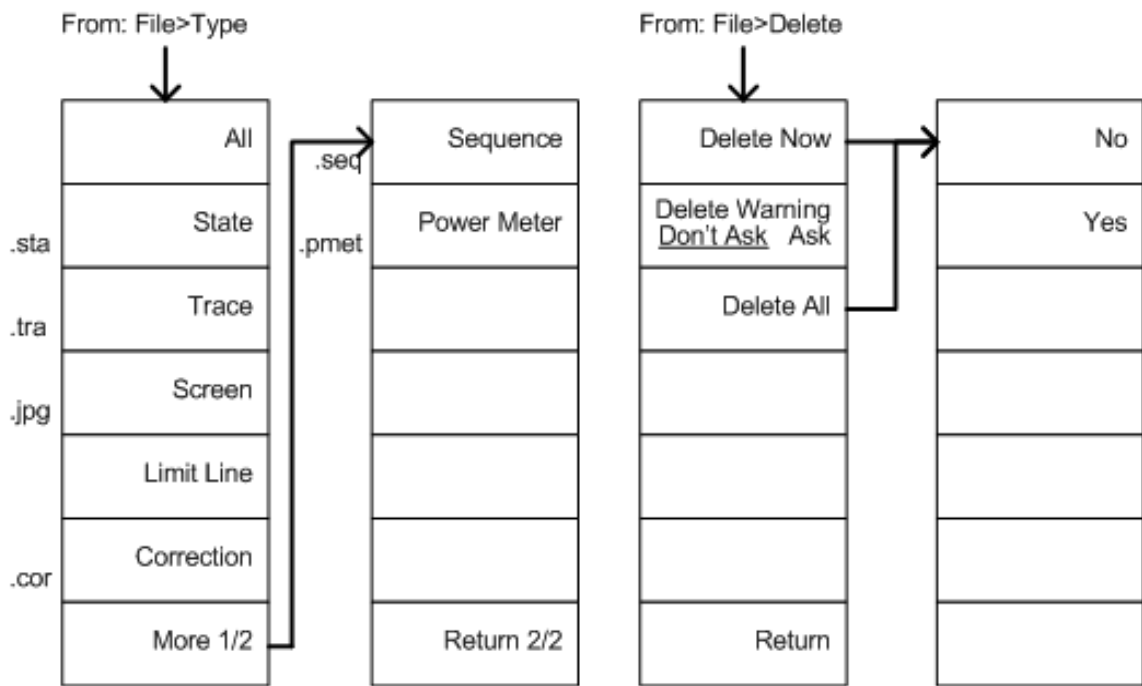 From: File>Type
All
State
.sta
Trace
.tra
Screen
.jpg
Limit Line
Correction
.cor
More 1/2
Sequence
.seq
Power Meter
.pmet
Return 2/2
From: File>Delete
Delete Now
Delete Warning
Don't Ask Ask
Delete All
Return
No
Yes